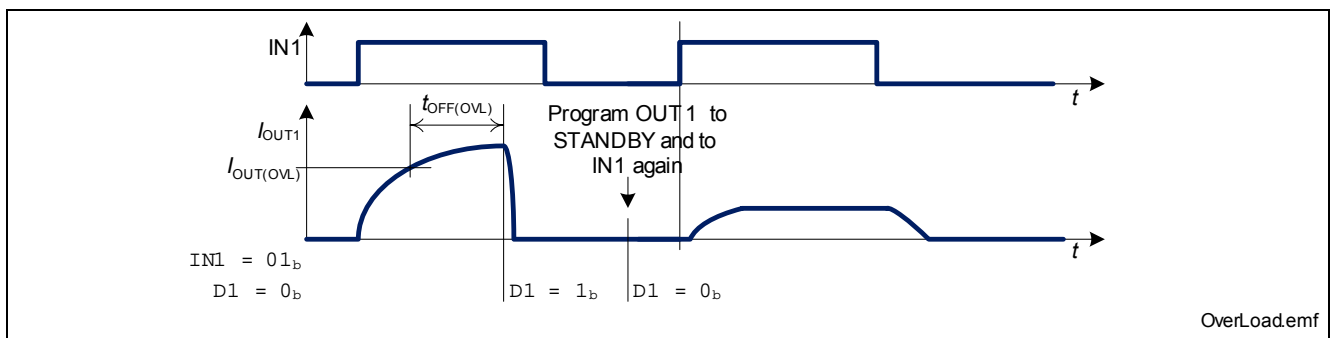 IN1
t
tOFF(OVL)
Program OUT1 to
STANDBY and to
IN1 again
IOUT1
IOUT(OVL)
t
IN1 = 01b
D1 = 0b
D1 = 1b
D1 = 0b
OverLoad.emf